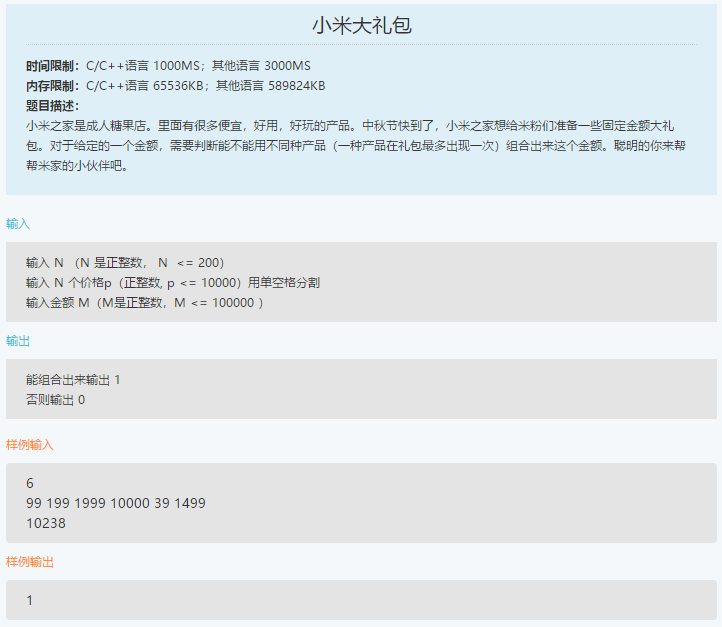 小米大礼包
时间限制：C/C++语言 1000MS；其他语言 3000MS
内存限制：C/C++语言 65536KB；其他语言 589824KB
题目描述：
小米之家是成人糖果店。里面有很多便宜，好用，好玩的产品。中秋节快到了，小米之家想给米粉们准备一些固定金额大礼
包。对于给定的一个金额，需要判断能不能用不同种产品（一种产品在礼包最多出现一次）组合出来这个金额。聪明的你来帮
帮米家的小伙伴吧。
输入
输入 N （N 是正整数， N <= 200）
输入 N 个价格p（正整数, p <= 10000）用单空格分割
输入金额 M（M是正整数，M <= 100000 ）
输出
能组合出来输出 1
否则输出 0
样例输入
6
99 199 1999 10000 39 1499
10238
样例输出
1